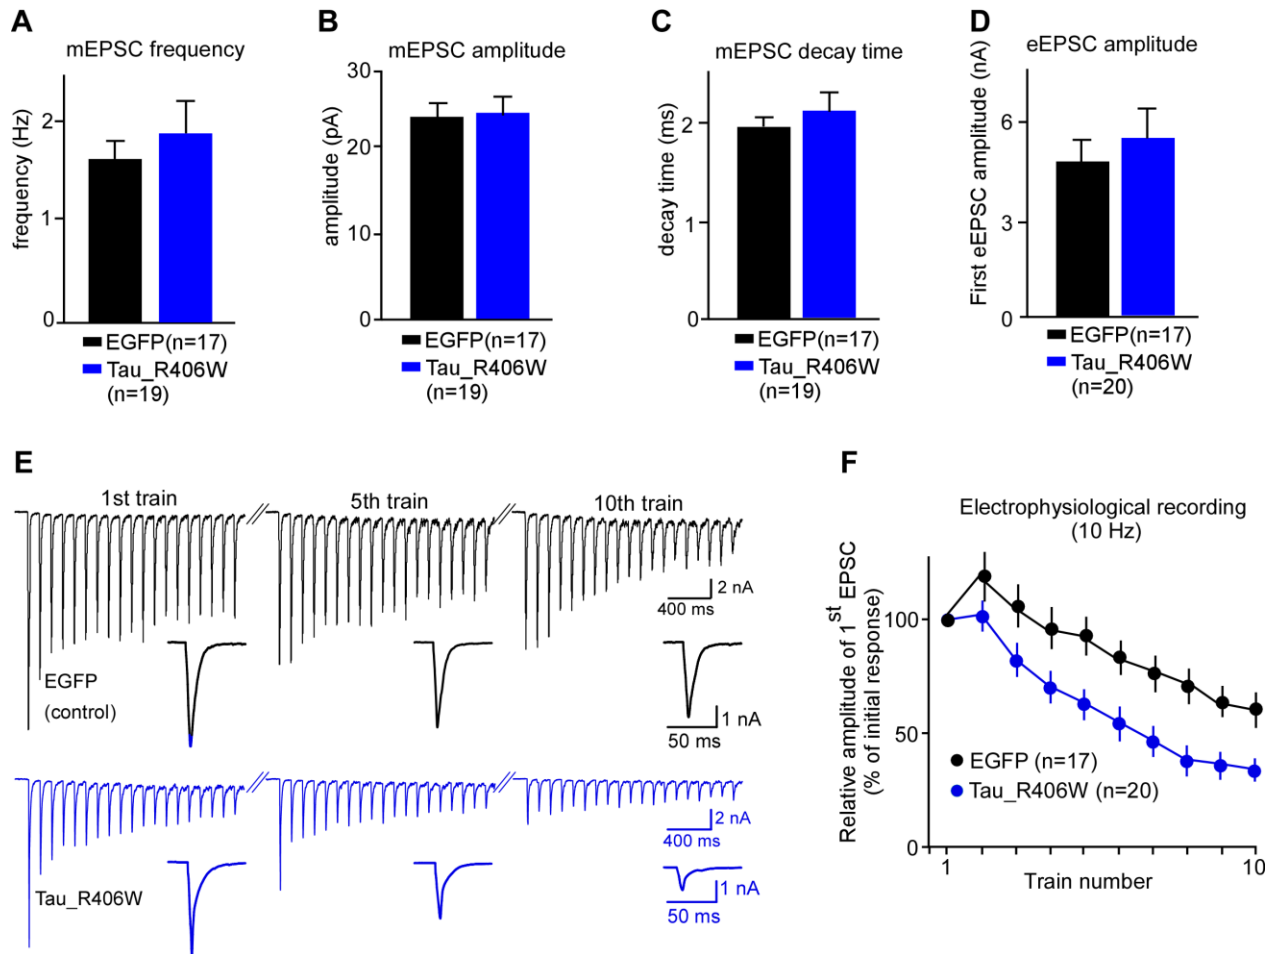 A
mEPSC frequency
frequency (Hz)
2
1
0
EGFP(n=17)
Tau_R406W
(n=19)
B
mEPSC amplitude
amplitude (pA)
30
20
10
0
EGFP(n=17)
Tau_R406W
(n=19)
C
mEPSC decay time
decay time (ms)
2
1
0
EGFP(n=17)
Tau_R406W
(n=19)
D
eEPSC amplitude
First eEPSC amplitude (nA)
6
3
0
EGFP(n=17)
Tau_R406W
(n=20)
E
1st train
5th train
10th train
2 nA
400 ms
EGFP
(control)
1 nA
50 ms
2 nA
400 ms
Tau_R406W
1 nA
50 ms
F
Electrophysiological recording
(10 Hz)
Relative amplitude of 1st EPSC
(% of initial response)
100
50
0
EGFP (n=17)
Tau_R406W (n=20)
1
10
Train number